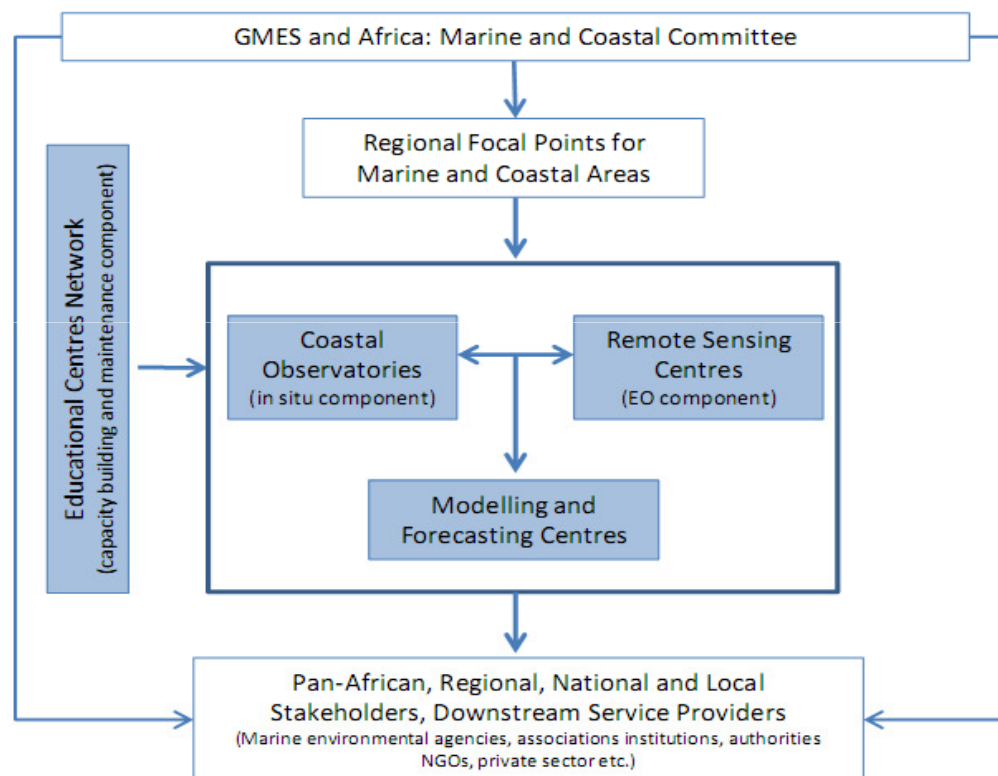 GMES and Africa: Marine and Coastal Committee
Regional Focal Points for
Marine and Coastal Areas
Educational Centres Network
(capacity building and maintenance component)
Coastal
Observatories
(in situ component)
Remote Sensing
Centres
(EO component)
Modelling and
Forecasting Centres
Pan-African, Regional, National and Local
Stakeholders, Downstream Service Providers
(Marine environmental agencies, associations institutions, authorities
NGOs, private sector etc.)